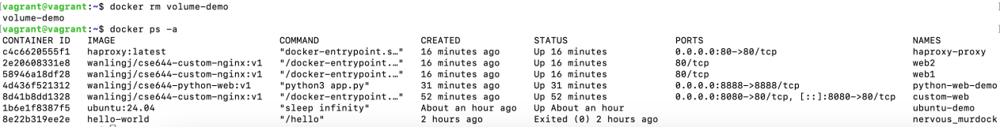 [vagrant@vagrant:~$ docker rm volume-demo ]
volume-demo
[vagrant@vagrant:~$ docker ps -a ]
CONTAINER ID IMAGE COMMAND CREATED STATUS PORTS NAMES
c4c6620555f1 haproxy:latest "docker-entrypoint.s…" 16 minutes ago Up 16 minutes 0.0.0.0:80->80/tcp haproxy-proxy
2e20608331e8 wanlingj/cse644-custom-nginx:v1 "/docker-entrypoint.…" 16 minutes ago Up 16 minutes 80/tcp web2
58946a18df28 wanlingj/cse644-custom-nginx:v1 "/docker-entrypoint.…" 16 minutes ago Up 16 minutes 80/tcp web1
4d436f521312 wanlingj/cse644-python-web:v1 "python3 app.py" 31 minutes ago Up 31 minutes 0.0.0.0:8888->8888/tcp python-web-demo
8d41b8dd1328 wanlingj/cse644-custom-nginx:v1 "/docker-entrypoint.…" 52 minutes ago Up 52 minutes 0.0.0.0:8080->80/tcp, [::]:8080->80/tcp custom-web
1b6e1f8387f5 ubuntu:24.04 "sleep infinity" About an hour ago Up About an hour ubuntu-demo
8e22b319ee2e hello-world "/hello" 2 hours ago Exited (0) 2 hours ago nervous_murdock